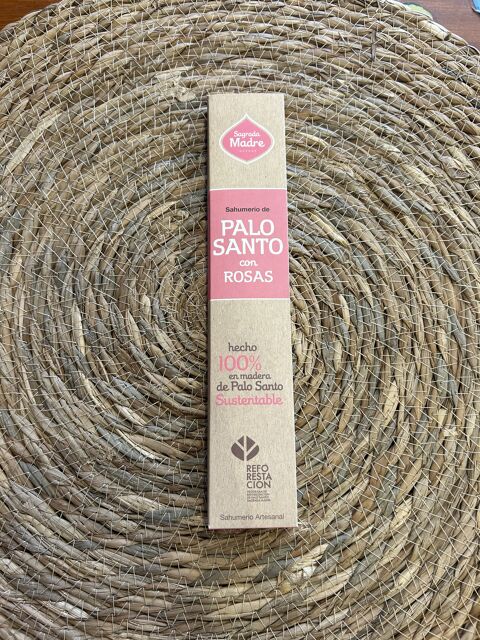 Sagrada
Madre
Sahumerio de
PALO
SANTO
con
ROSAS
hecho
100%
en madera
de Palo Santo
Sustentable
REFO
RESTA
CIÓN
Sahumerio Artesanal